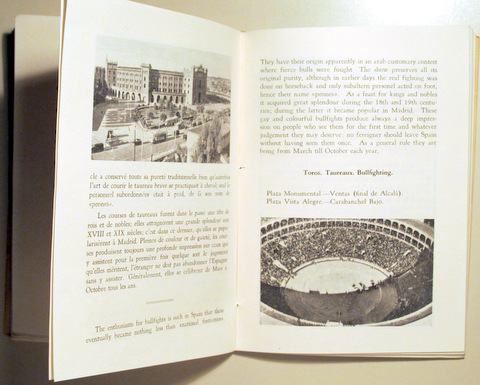 cle a conservé toute sa pureté traditionnelle bien qu'autrefois
l'art de courir le taureau brave se practiquait à cheval, and le
personnel subordonnées était à pied, de là son nom de
«peones».
Les courses de taureaux furent dans le passé une fête de
rois et de nobles; elles atteignirent une grande splendeur aux
XVIII et XIX siècles; c'est dans ce dernier, qu'elles se popu-
larisèrent à Madrid. Pleines de couleur et de gaieté, les cour-
ses produisent toujours une profonde impression sur ceux qui
y assistent pour la première fois quelque soit le jugement
qu'elles méritent, l'étranger ne doit pas abandonner l'Espagne
sans y assister. Généralement, elles se célèbrent de Mars à
Octobre tous les ans.
The enthusiasm for bullfights is such in Spain that these
eventually became nothing less than national festivities.
They have their origin apparently in an arab customary contest
where fierce bulls were fought. The show preserves all its
original purity, although in earlier days the real fighting was
done on horseback and only subaltern personel acted on foot,
hence their name «peones». As a feast for kings and nobles
it acquired great splendour during the 18th and 19th centu-
ries; during the latter it became popular in Madrid. These
gay and colourful bullfights produce always a deep impres-
sion on people who see them for the first time and whatever
judgement they may deserve: no foreigner should leave Spain
without having seen them once. As a general rule they are
being from March till October each year.
Toros. Taureaux. Bullfighting.
Plaza Monumental.—Ventas (final de Alcalá).
Plaza Vista Alegre.—Carabanchel Bajo.